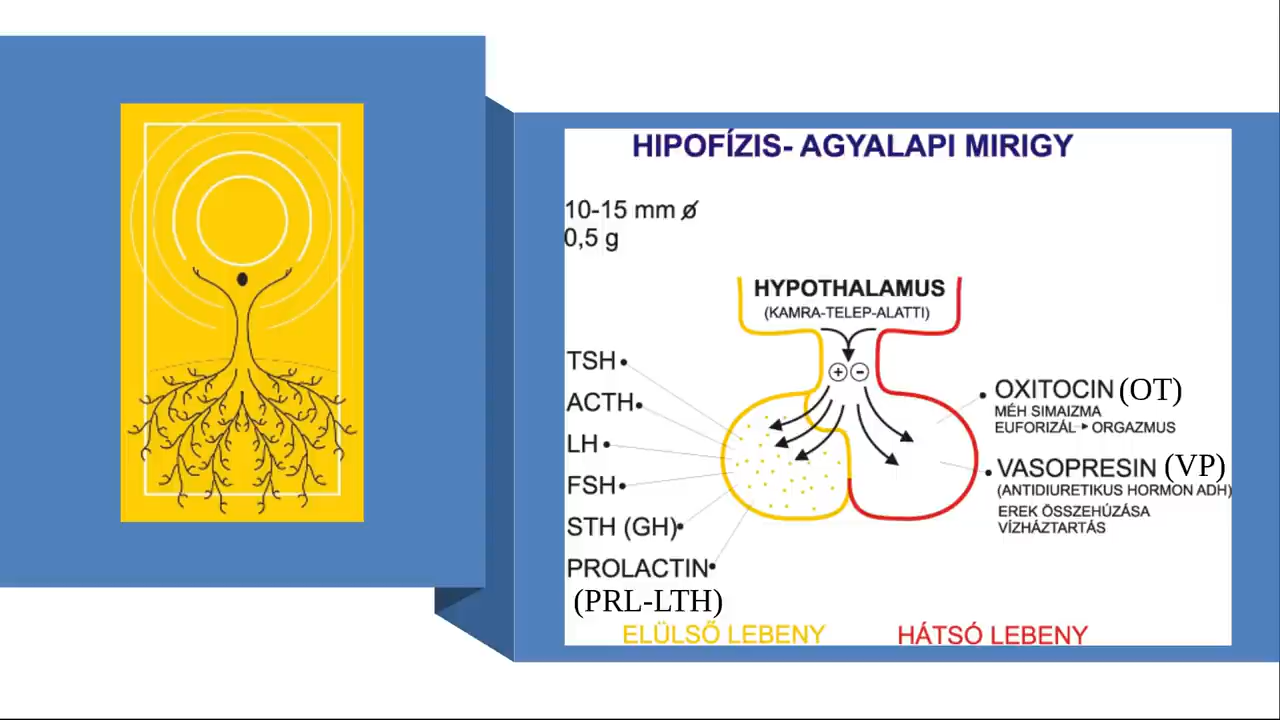 HIPOFÍZIS- AGYALAPI MIRIGY
10-15 mm ø
0,5 g
HYPOTHALAMUS
(KAMRA-TELEP-ALATTI)
+ −
TSH
ACTH
LH
FSH
STH (GH)
PROLACTIN
(PRL-LTH)
OXITOCIN (OT)
MÉH SIMAIZMA
EUFORIZÁL ORGAZMUS
VASOPRESIN (VP)
(ANTIDIURETIKUS HORMON ADH)
EREK ÖSSZEHÚZÁSA
VÍZHÁZTARTÁS
ELÜLSŐ LEBENY
HÁTSÓ LEBENY